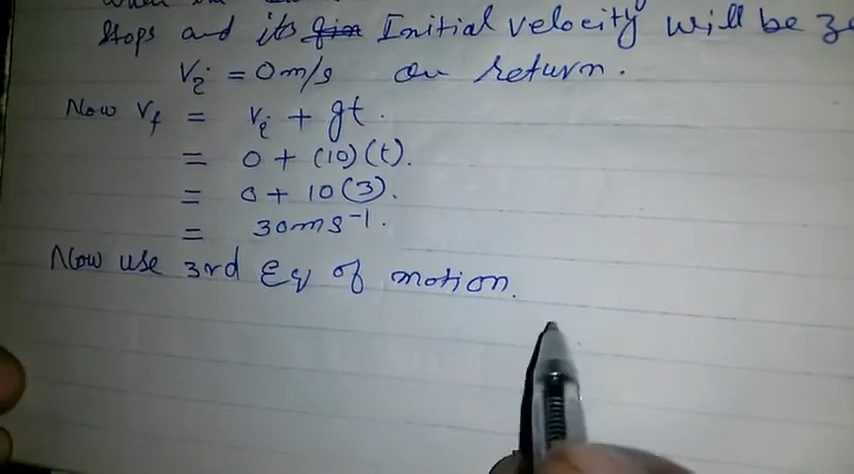 stops and its Initial velocity will be
Vi = 0m/s on return.
Now Vf = Vi + gt.
= 0 + (10)(t).
= 0 + 10(3).
= 30ms⁻¹.
Now use 3rd Eq of motion.